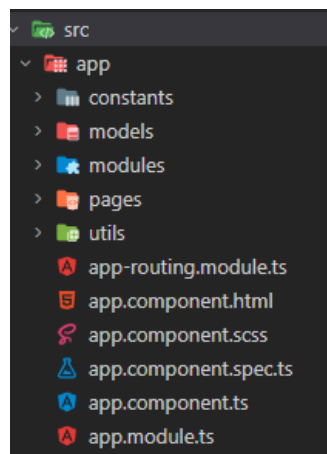 src
app
constants
models
modules
pages
utils
app-routing.module.ts
app.component.html
app.component.scss
app.component.spec.ts
app.component.ts
app.module.ts